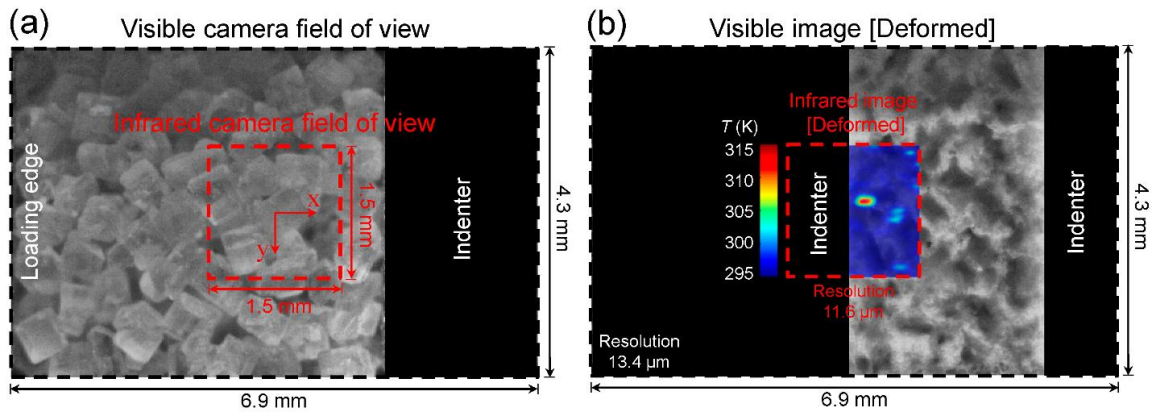 (a)
Visible camera field of view
Loading edge
Infrared camera field of view
x
y
1.5 mm
1.5 mm
Indenter
4.3 mm
6.9 mm
(b)
Visible image [Deformed]
Infrared image
[Deformed]
T (K)
315
310
305
300
295
Indenter
Resolution
11.6 µm
Indenter
Resolution
13.4 µm
4.3 mm
6.9 mm